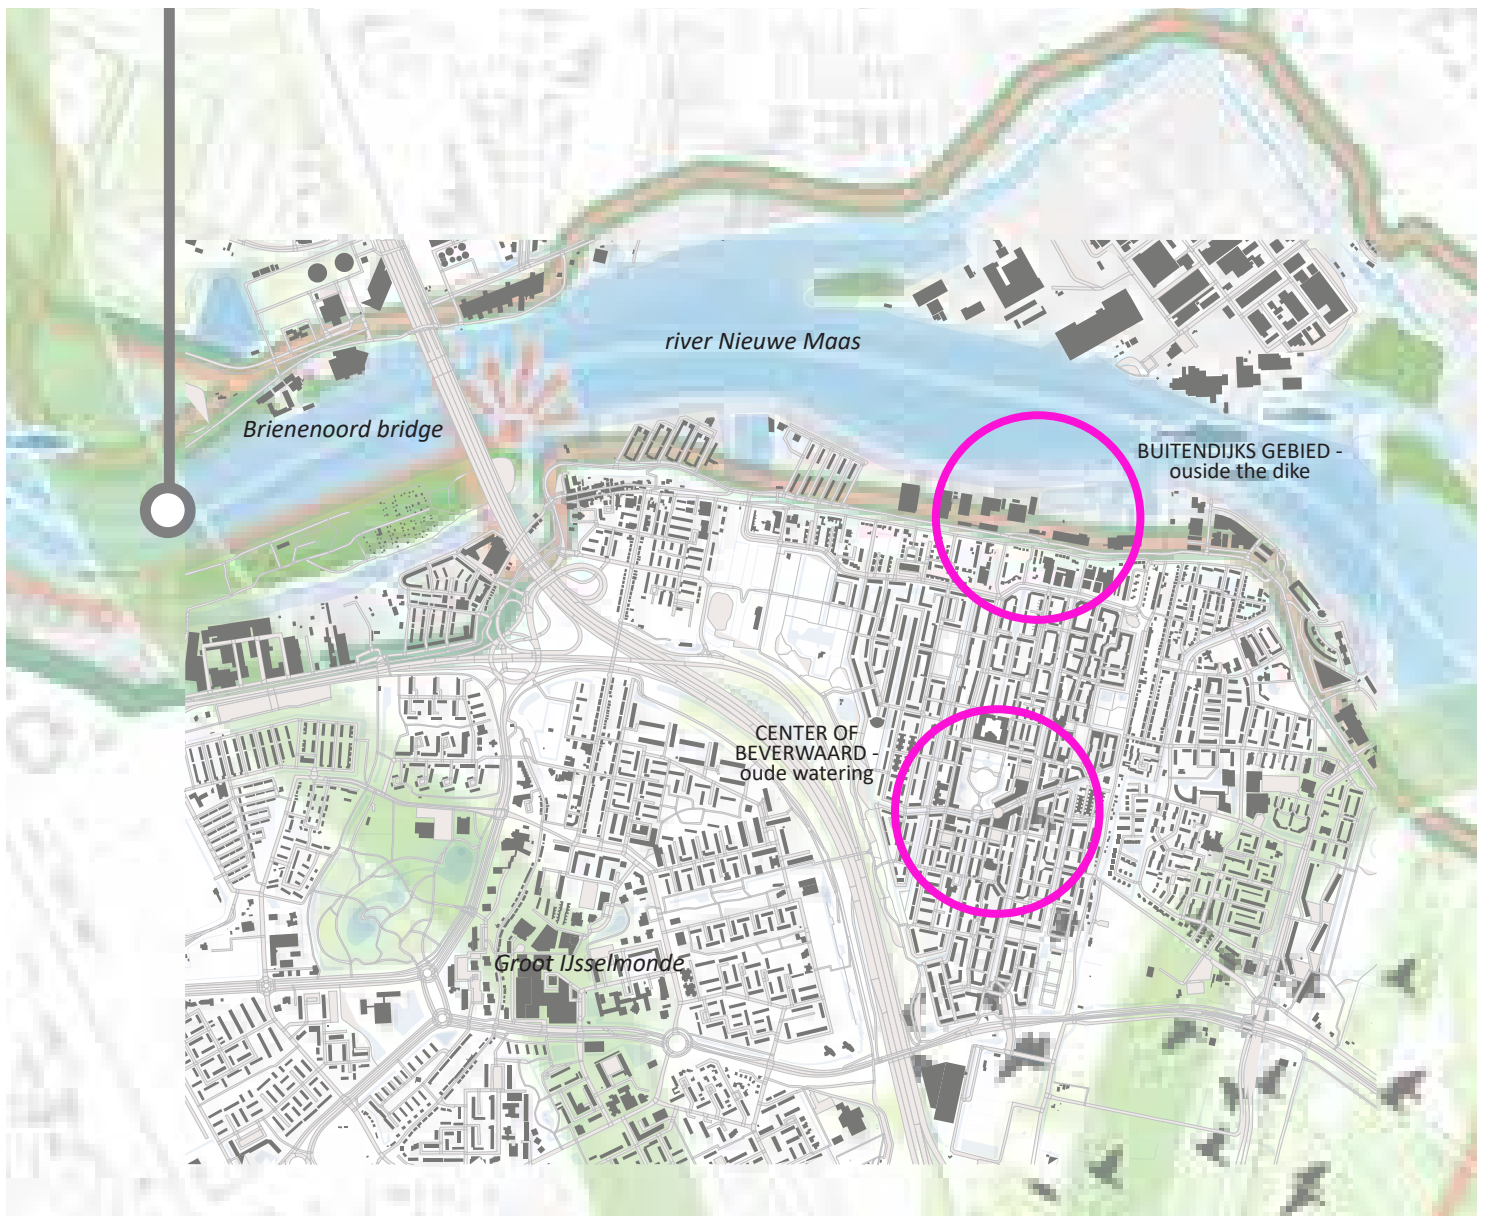 river Nieuwe Maas
Brienenoord bridge
BUITENDIJKS GEBIED -
ouside the dike
CENTER OF
BEVERWAARD -
oude watering
Groot IJsselmonde